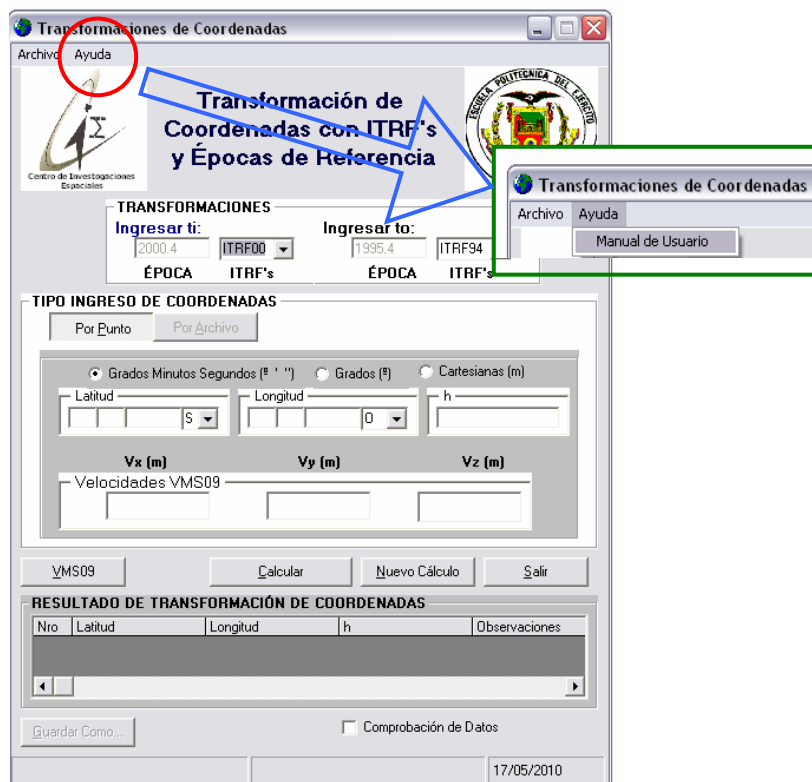 Transformaciones de Coordenadas
Archivo Ayuda
Transformación de
Coordenadas con ITRF's
y Épocas de Referencia
Centro de Investogaciones
Espaciales
ESCUELA POLITECNICA DEL EJERCITO
Transformaciones de Coordenadas
Archivo Ayuda
Manual de Usuario
TRANSFORMACIONES
Ingresar ti: Ingresar to:
2000.4 ITRF00 1995.4 ITRF94
ÉPOCA ITRF's ÉPOCA ITRF's
TIPO INGRESO DE COORDENADAS
Por Punto Por Archivo
Grados Minutos Segundos (º ' '') Grados (º) Cartesianas (m)
Latitud Longitud h
S O
Vx (m) Vy (m) Vz (m)
Velocidades VMS09
VMS09 Calcular Nuevo Cálculo Salir
RESULTADO DE TRANSFORMACIÓN DE COORDENADAS
Nro Latitud Longitud h Observaciones
Guardar Como... Comprobación de Datos
17/05/2010